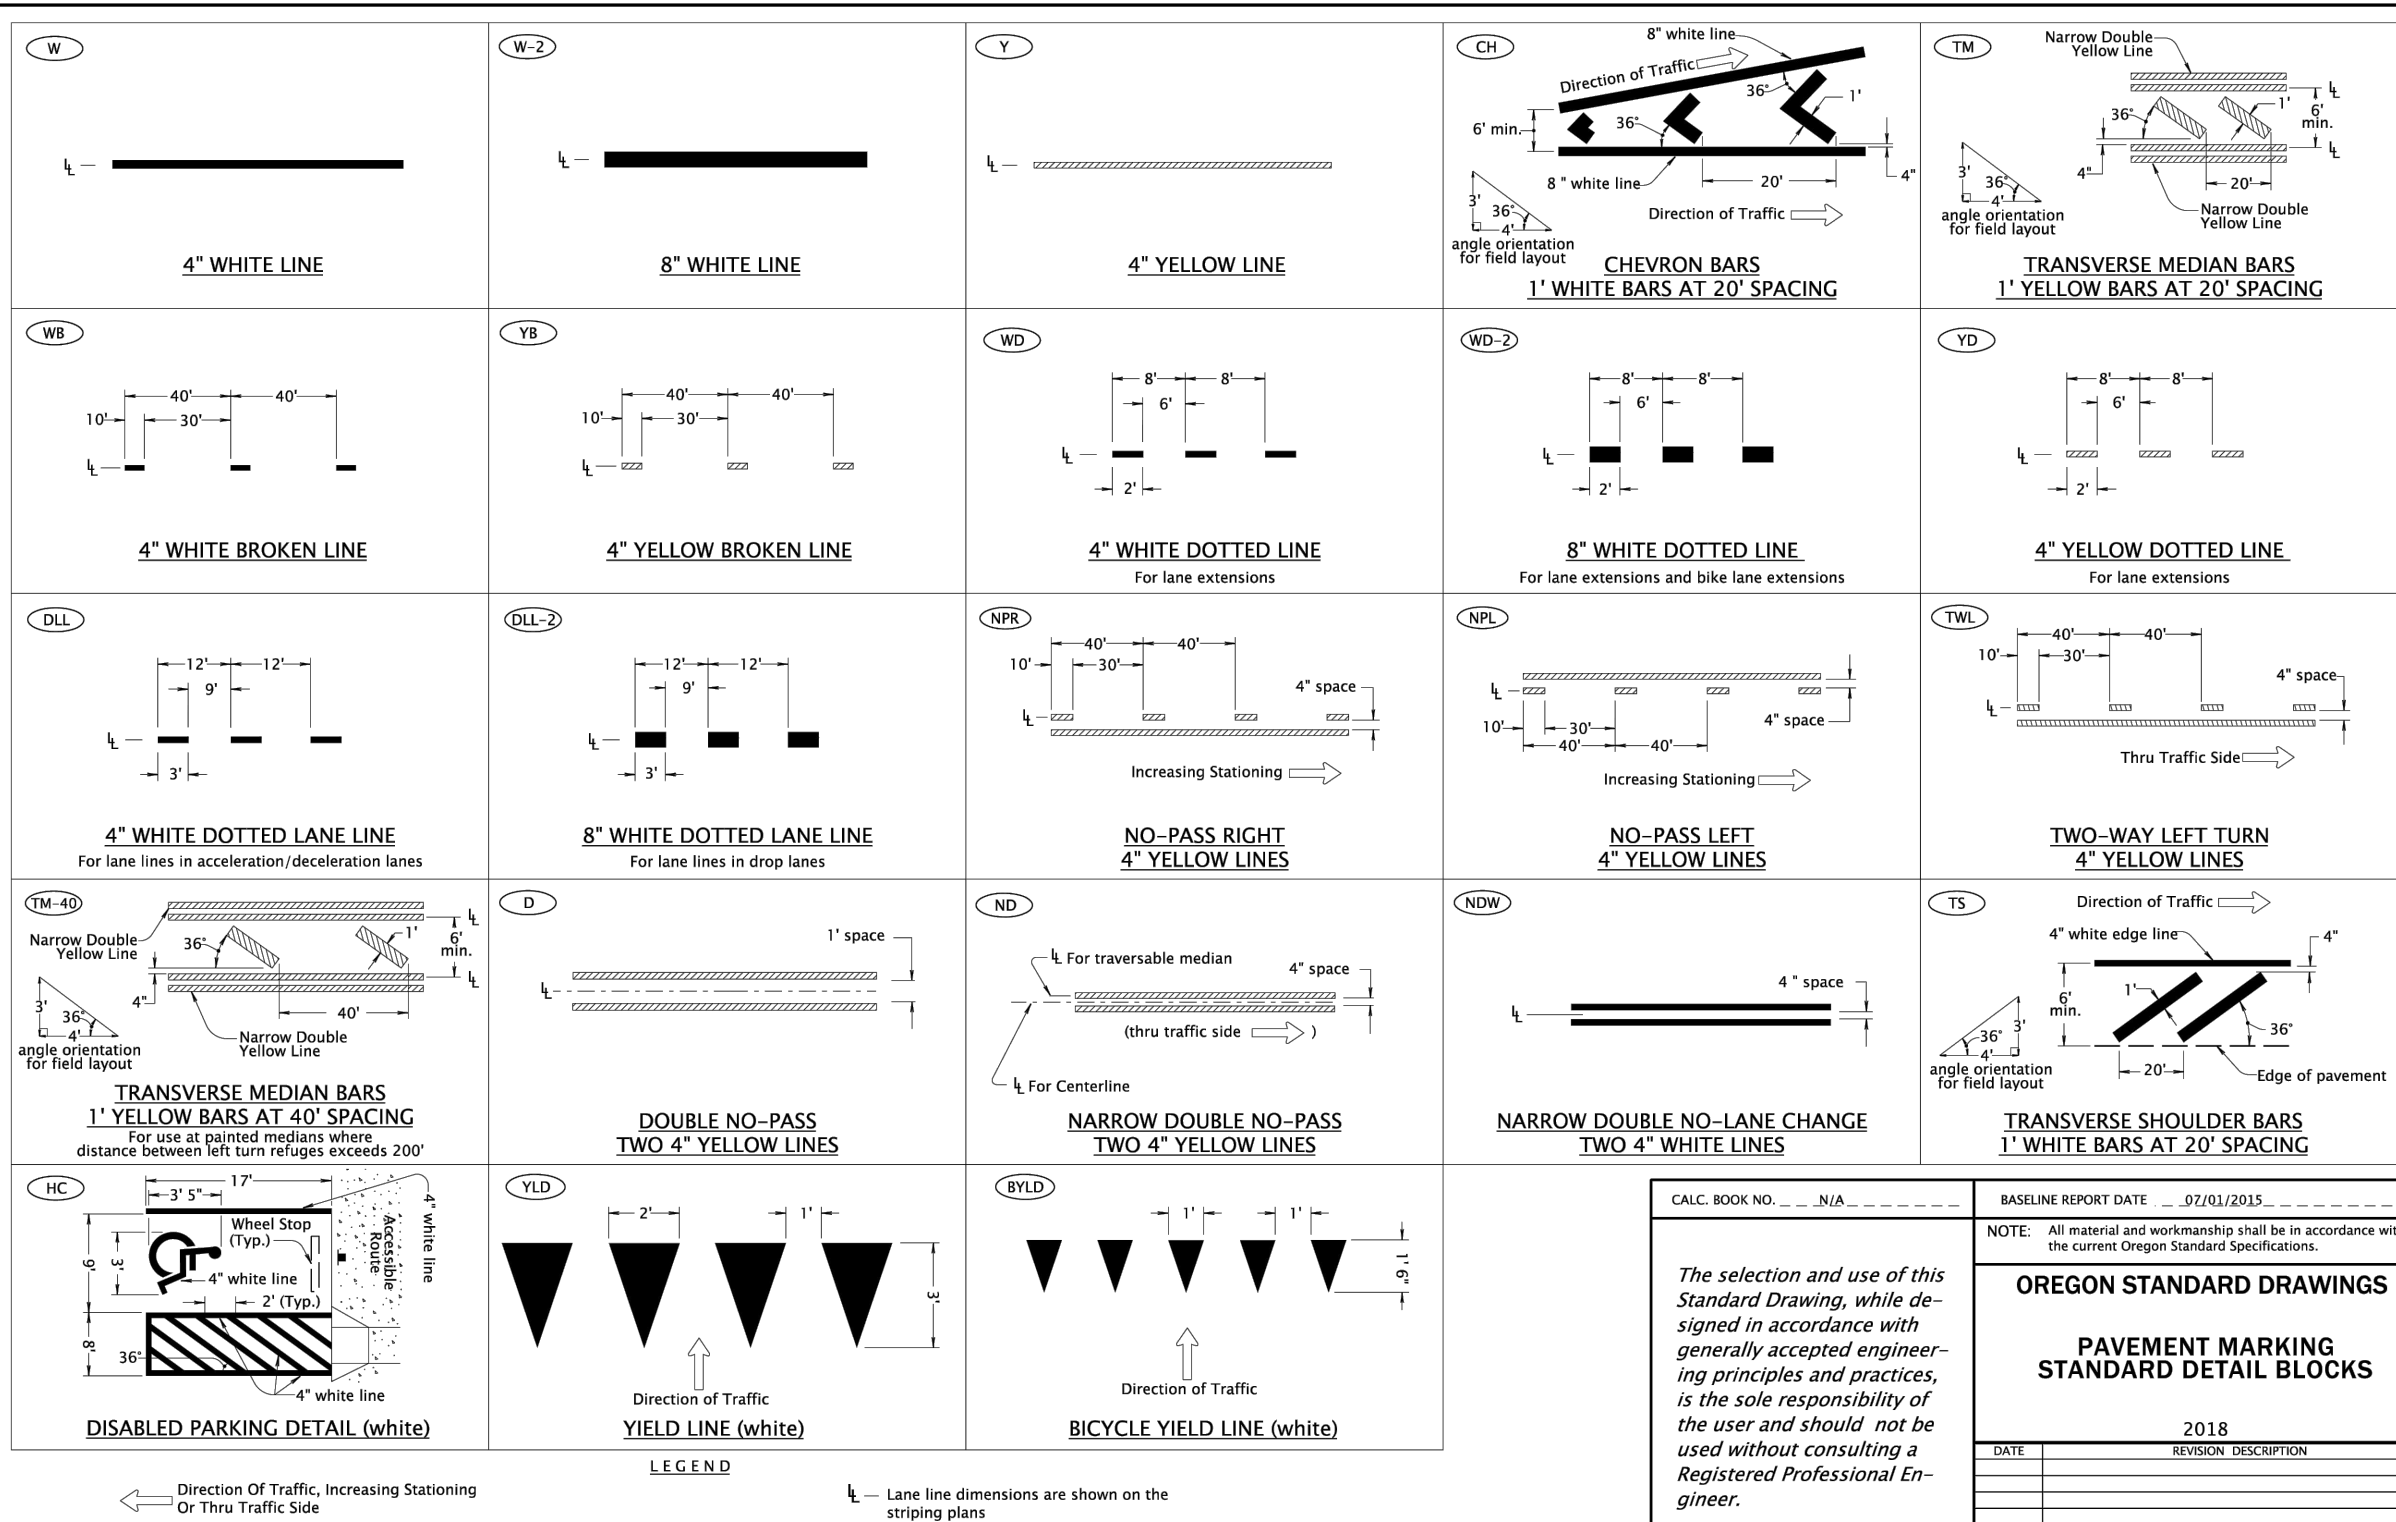 W
LL
4" WHITE LINE
W-2
LL
8" WHITE LINE
Y
LL
4" YELLOW LINE
CH
8" white line
Direction of Traffic
36°
1'
6' min.
36°
4"
8 " white line
20'
3'
36°
4'
Direction of Traffic
angle orientation
for field layout
CHEVRON BARS
1' WHITE BARS AT 20' SPACING
TM
Narrow Double
Yellow Line
LL
1'
6'
min.
36°
LL
4"
20'
3'
36°
4'
Narrow Double
Yellow Line
angle orientation
for field layout
TRANSVERSE MEDIAN BARS
1' YELLOW BARS AT 20' SPACING
WB
40' 40'
10' 30'
LL
4" WHITE BROKEN LINE
YB
40' 40'
10' 30'
LL
4" YELLOW BROKEN LINE
WD
8' 8'
6'
LL
2'
4" WHITE DOTTED LINE
For lane extensions
WD-2
8' 8'
6'
LL
2'
8" WHITE DOTTED LINE
For lane extensions and bike lane extensions
YD
8' 8'
6'
LL
2'
4" YELLOW DOTTED LINE
For lane extensions
DLL
12' 12'
9'
LL
3'
4" WHITE DOTTED LANE LINE
For lane lines in acceleration/deceleration lanes
DLL-2
12' 12'
9'
LL
3'
8" WHITE DOTTED LANE LINE
For lane lines in drop lanes
NPR
40' 40'
10' 30'
4" space
LL
Increasing Stationing
NO-PASS RIGHT
4" YELLOW LINES
NPL
LL
4" space
10' 30'
40' 40'
Increasing Stationing
NO-PASS LEFT
4" YELLOW LINES
TWL
40' 40'
10' 30'
4" space
LL
Thru Traffic Side
TWO-WAY LEFT TURN
4" YELLOW LINES
TM-40
LL
Narrow Double
Yellow Line
36°
1'
6'
min.
LL
4"
3'
36°
4'
40'
Narrow Double
Yellow Line
angle orientation
for field layout
TRANSVERSE MEDIAN BARS
1' YELLOW BARS AT 40' SPACING
For use at painted medians where
distance between left turn refuges exceeds 200'
D
1' space
LL
DOUBLE NO-PASS
TWO 4" YELLOW LINES
ND
LL For traversable median
4" space
(thru traffic side )
LL For Centerline
NARROW DOUBLE NO-PASS
TWO 4" YELLOW LINES
NDW
4 " space
LL
NARROW DOUBLE NO-LANE CHANGE
TWO 4" WHITE LINES
TS
Direction of Traffic
4" white edge line
4"
1'
6'
min.
36°
36°
3'
4'
20'
Edge of pavement
angle orientation
for field layout
TRANSVERSE SHOULDER BARS
1' WHITE BARS AT 20' SPACING
HC
17'
3' 5"
4" white line
Accessible
Route
Wheel Stop
(Typ.)
9'
3'
4" white line
2' (Typ.)
8'
36°
4" white line
DISABLED PARKING DETAIL (white)
YLD
2' 1'
3'
Direction of Traffic
YIELD LINE (white)
BYLD
1' 1'
1' 6"
Direction of Traffic
BICYCLE YIELD LINE (white)
LEGEND
Direction Of Traffic, Increasing Stationing
Or Thru Traffic Side
LL Lane line dimensions are shown on the
striping plans
CALC. BOOK NO. N/A
BASELINE REPORT DATE 07/01/2015
NOTE: All material and workmanship shall be in accordance
the current Oregon Standard Specifications.
The selection and use of this
Standard Drawing, while de-
signed in accordance with
generally accepted engineer-
ing principles and practices,
is the sole responsibility of
the user and should not be
used without consulting a
Registered Professional En-
gineer.
OREGON STANDARD DRAWINGS
PAVEMENT MARKING
STANDARD DETAIL BLOCKS
2018
DATE REVISION DESCRIPTION